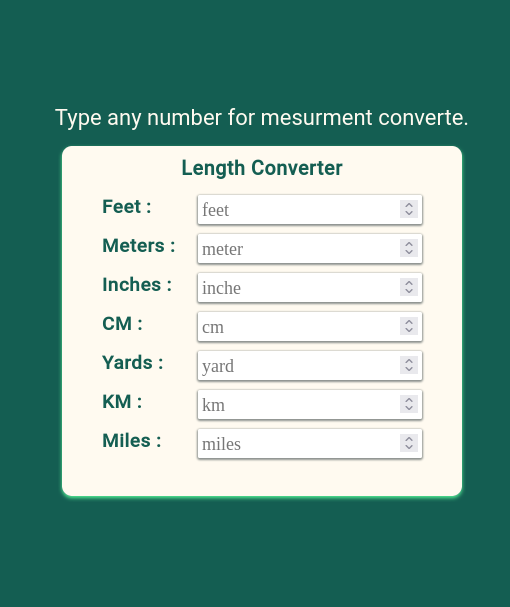 Type any number for mesurment converte.
Length Converter
Feet : feet
Meters : meter
Inches : inche
CM : cm
Yards : yard
KM : km
Miles : miles